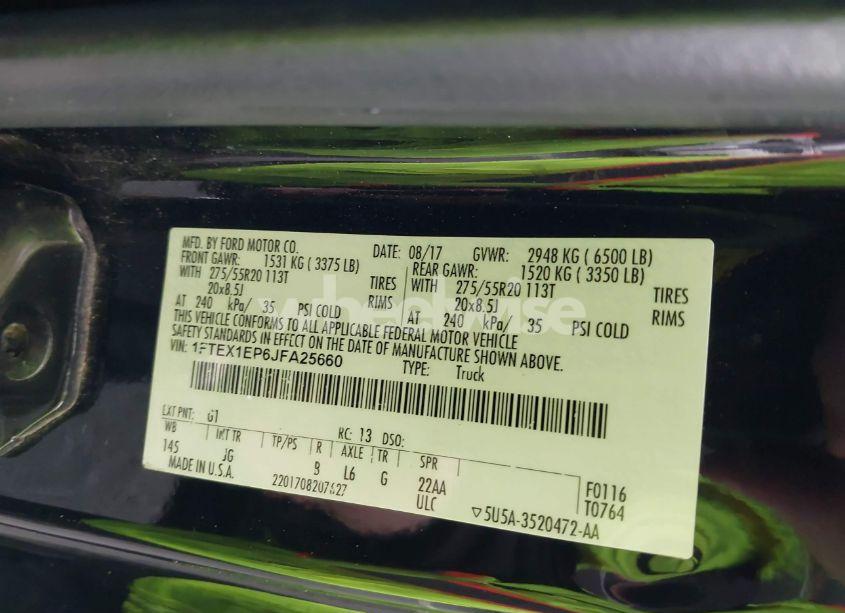 MFD. BY FORD MOTOR CO.
DATE: 08/17 GVWR: 2948 KG ( 6500 LB)
FRONT GAWR: 1531 KG ( 3375 LB)
REAR GAWR: 1520 KG ( 3350 LB)
WITH 275/55R20 113T TIRES
WITH 275/55R20 113T TIRES
20x8.5J RIMS
20x8.5J RIMS
AT 240 kPa/ 35 PSI COLD
AT 240 kPa/ 35 PSI COLD
THIS VEHICLE CONFORMS TO ALL APPLICABLE FEDERAL MOTOR VEHICLE
SAFETY STANDARDS IN EFFECT ON THE DATE OF MANUFACTURE SHOWN ABOVE.
VIN: 1FTEX1EP6JFA25660
TYPE: Truck
EXT PNT: G1 RC: 13 DSO:
WB INT TR TP/PS R AXLE TR SPR
145 JG B L6 G 22AA
F0116
T0764
MADE IN U.S.A. 2201708207627 ULC
▽5U5A-3520472-AA
wheelwise